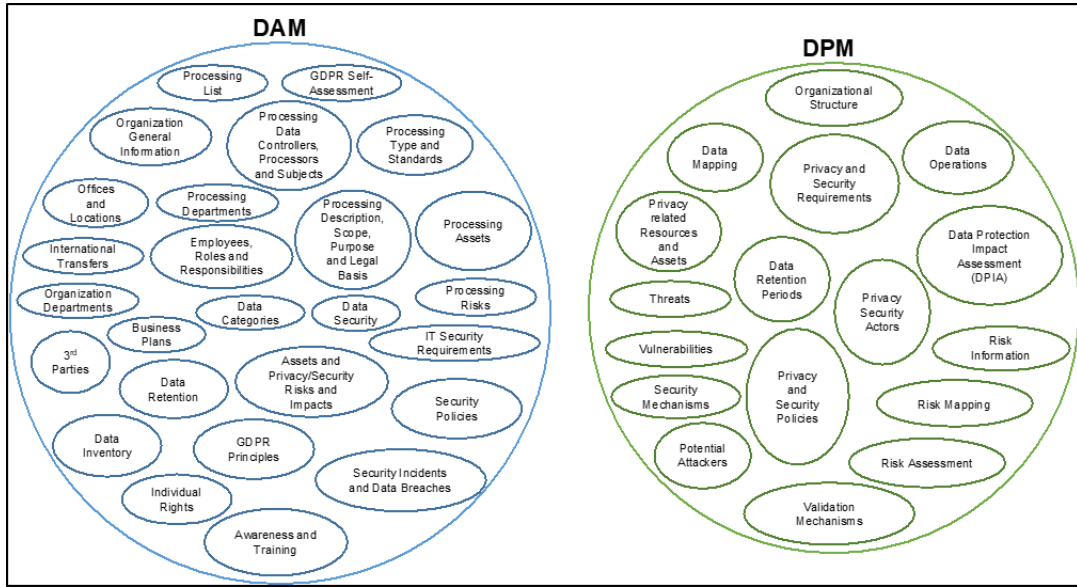 DAM
Processing
List
GDPR Self-
Assessment
Organization
General
Information
Processing
Data
Controllers,
Processors
and Subjects
Processing
Type and
Standards
Offices
and
Locations
Processing
Departments
Processing
Description,
Scope,
Purpose
and Legal
Basis
Processing
Assets
International
Transfers
Employees,
Roles and
Responsibilities
Organization
Departments
Data
Categories
Data
Security
Processing
Risks
Business
Plans
IT Security
Requirements
3rd
Parties
Data
Retention
Assets and
Privacy/Security
Risks and
Impacts
Security
Policies
Data
Inventory
GDPR
Principles
Security Incidents
and Data Breaches
Individual
Rights
Awareness and
Training
DPM
Organizational
Structure
Data
Mapping
Privacy and
Security
Requirements
Data
Operations
Privacy
related
Resources
and
Assets
Data
Retention
Periods
Data Protection
Impact
Assessment
(DPIA)
Threats
Privacy
Security
Actors
Vulnerabilities
Risk
Information
Security
Mechanisms
Privacy
and
Security
Policies
Risk Mapping
Potential
Attackers
Risk Assessment
Validation
Mechanisms